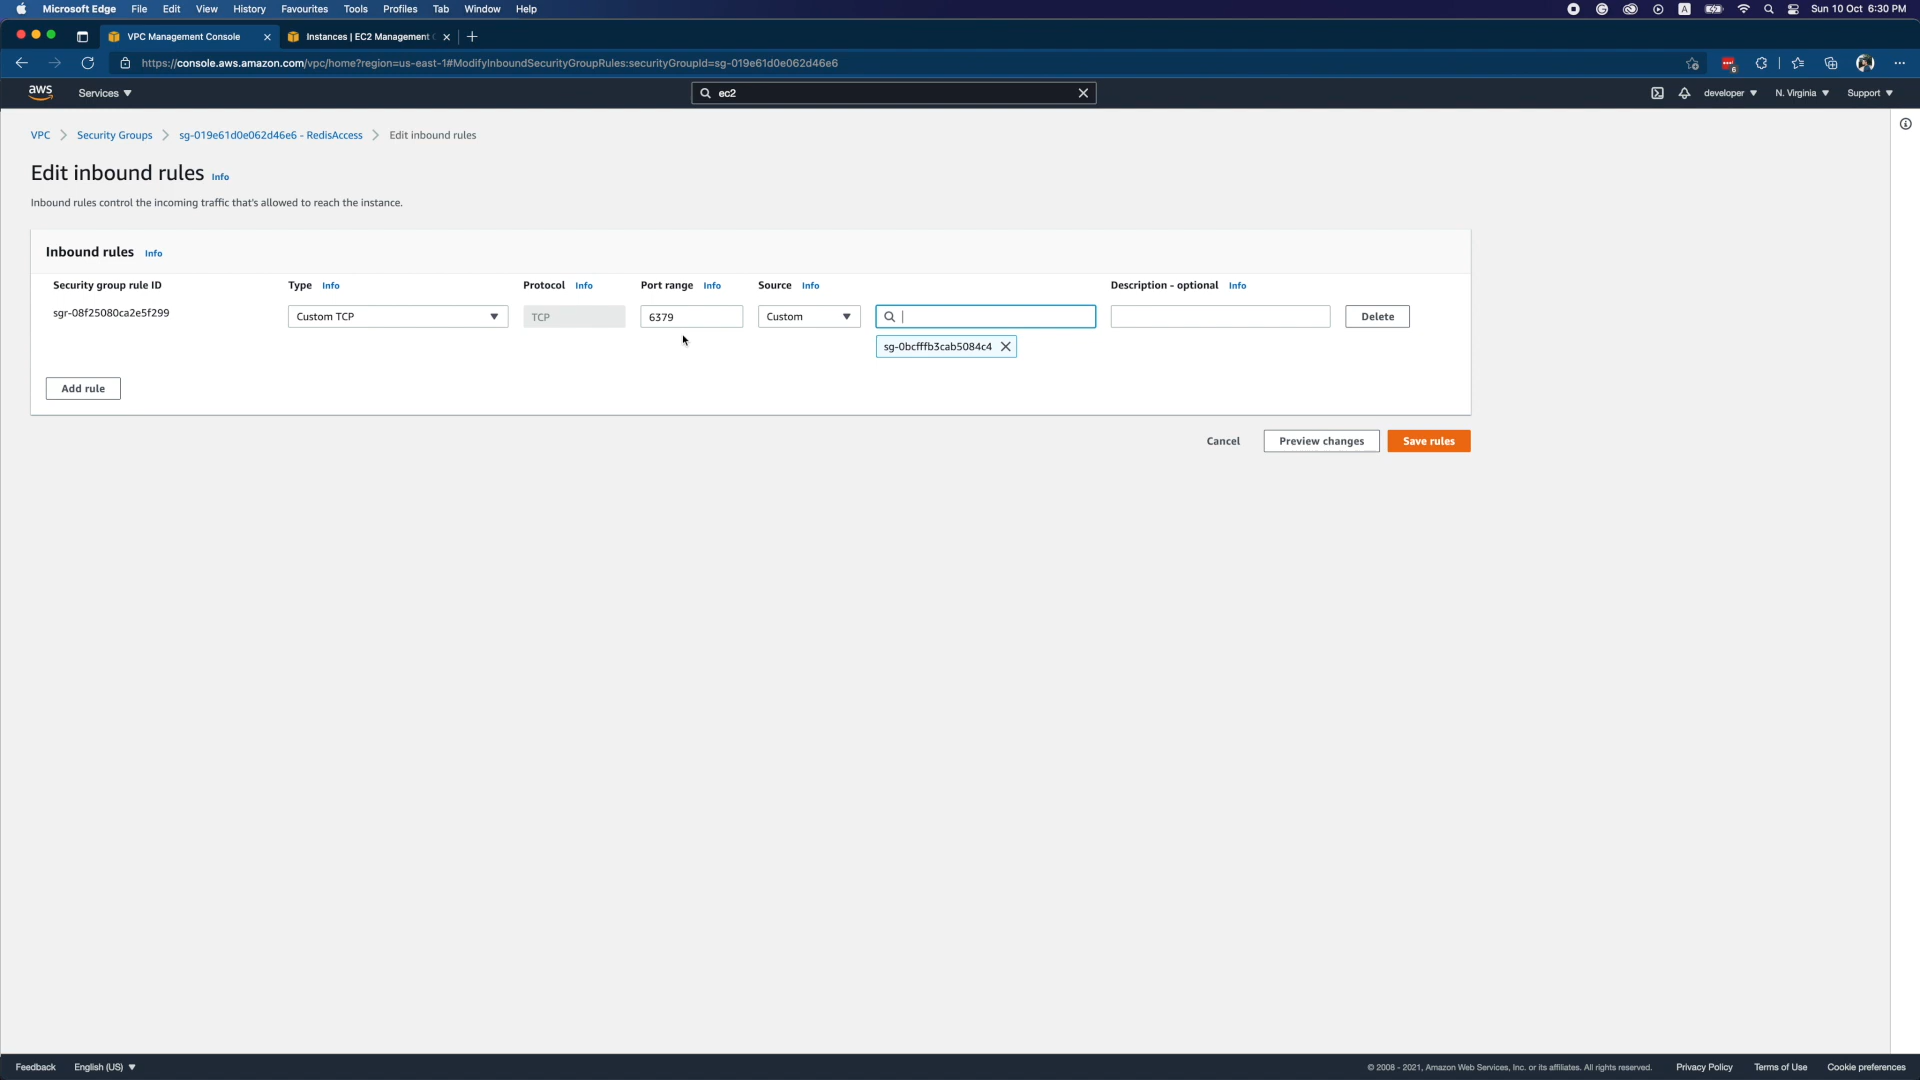 Microsoft Edge File Edit View History Favourites Tools Profiles Tab Window Help A Sun 10 Oct 6:30 PM
VPC Management Console Instances | EC2 Management
https://console.aws.amazon.com/vpc/home?region=us-east-1#ModifyInboundSecurityGroupRules:securityGroupId=sg-019e61d0e062d46e6 6
aws Services ec2 developer N. Virginia Support
VPC Security Groups sg-019e61d0e062d46e6 - RedisAccess Edit inbound rules
Edit inbound rules Info
Inbound rules control the incoming traffic that's allowed to reach the instance.
Inbound rules Info
Security group rule ID Type Info Protocol Info Port range Info Source Info Description - optional Info
sgr-08f25080ca2e5f299 Custom TCP TCP 6379 Custom Delete
sg-0bcfffb3cab5084c4
Add rule
Cancel Preview changes Save rules
Feedback English (US) © 2008 - 2021, Amazon Web Services, Inc. or its affiliates. All rights reserved. Privacy Policy Terms of Use Cookie preferences